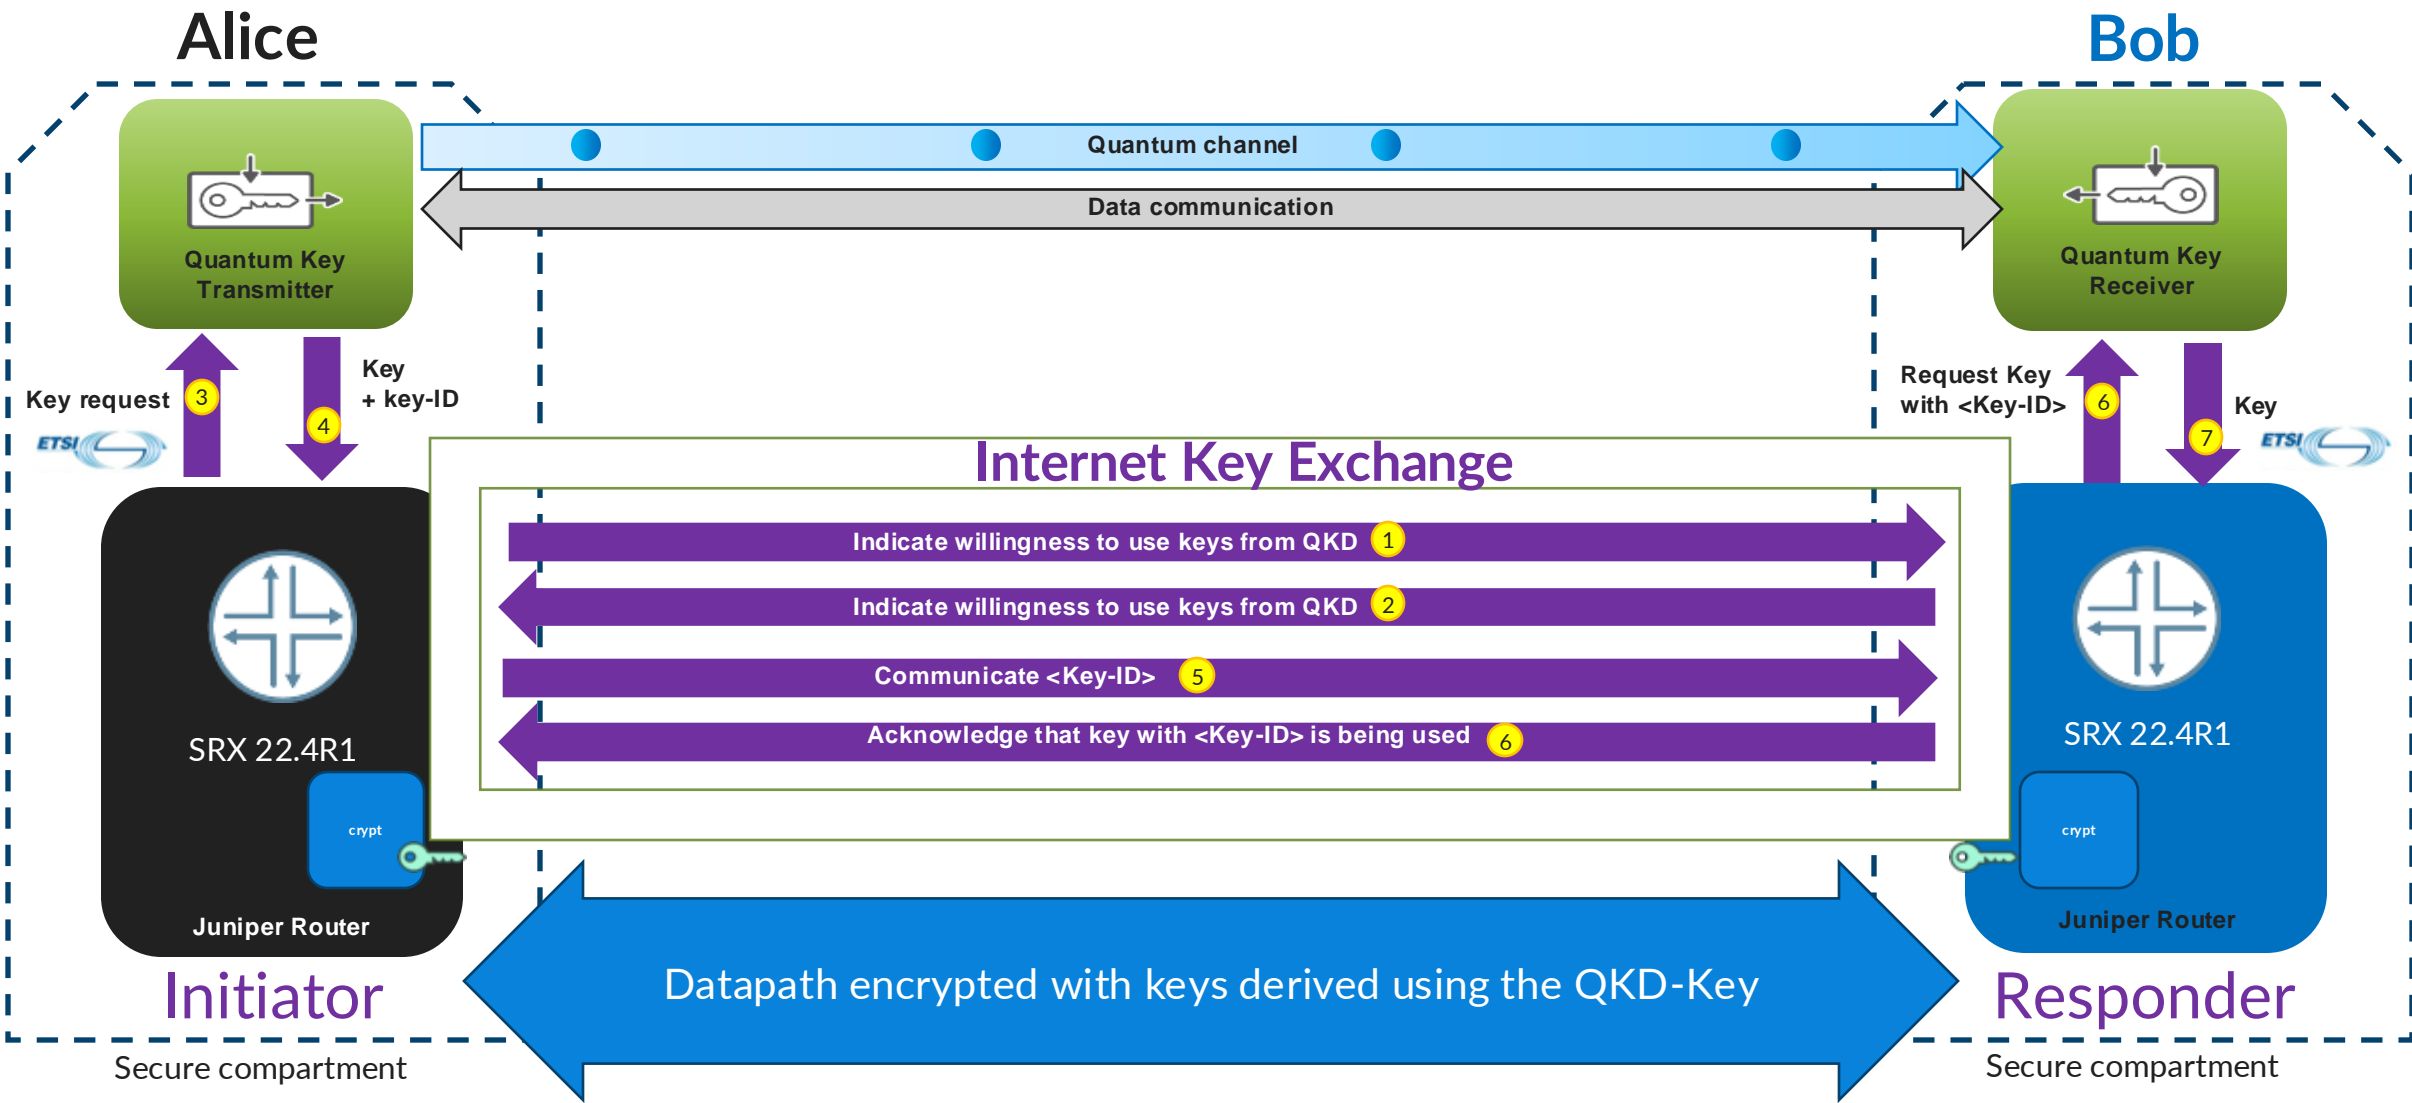 Alice
Bob
Quantum channel
Data communication
Quantum Key
Transmitter
Quantum Key
Receiver
Key request
3
4
Key
+ key-ID
ETSI
Request Key
with <Key-ID>
6
7
Key
ETSI
Internet Key Exchange
Indicate willingness to use keys from QKD 1
Indicate willingness to use keys from QKD 2
Communicate <Key-ID> 5
Acknowledge that key with <Key-ID> is being used 6
SRX 22.4R1
crypt
Juniper Router
SRX 22.4R1
crypt
Juniper Router
Datapath encrypted with keys derived using the QKD-Key
Initiator
Responder
Secure compartment
Secure compartment